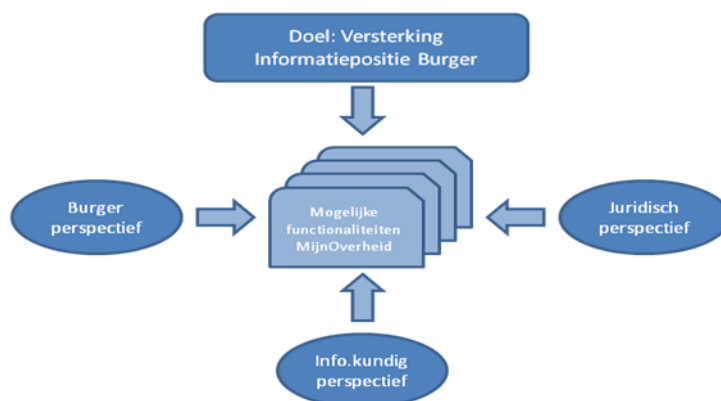 Doel: Versterking
Informatiepositie Burger
Burger
perspectief
Mogelijke
functionaliteiten
MijnOverheid
Juridisch
perspectief
Info.kundig
perspectief